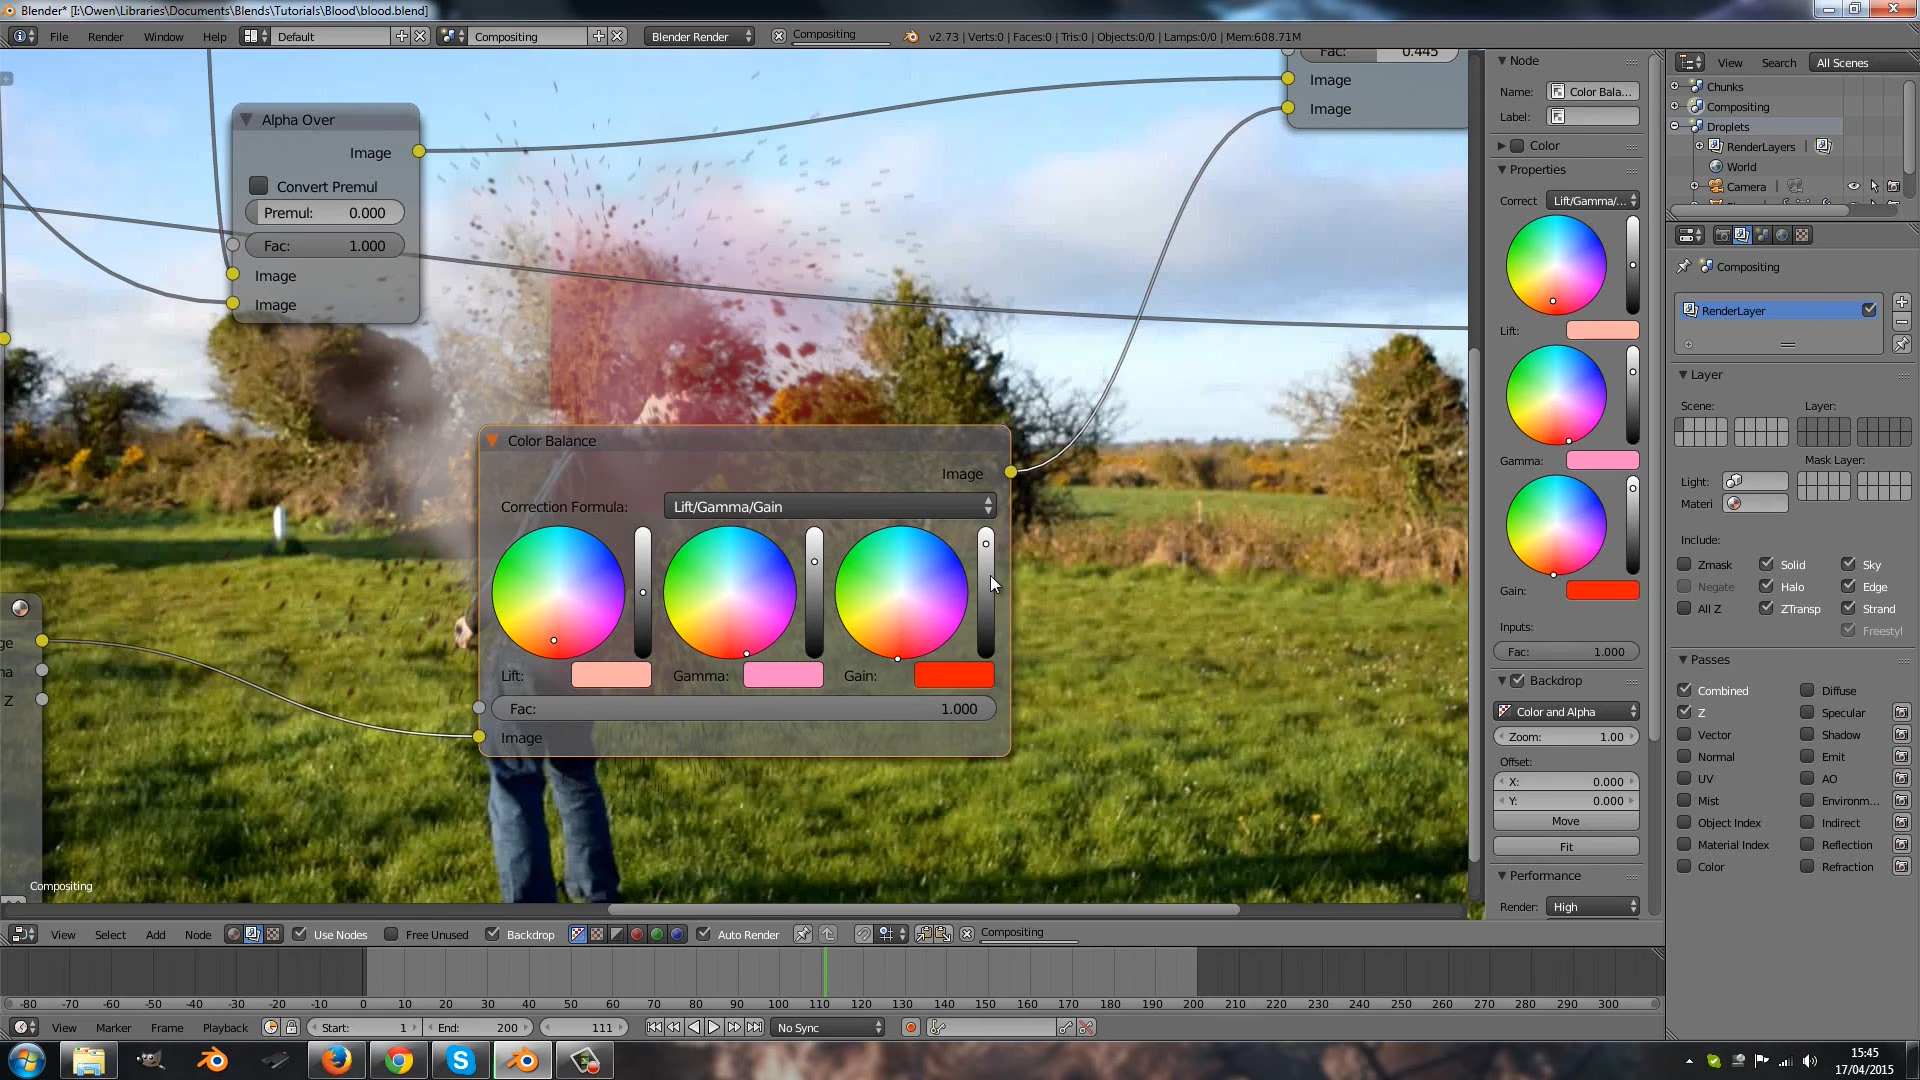 Blender* [I:\Owen\Libraries\Documents\Blends\Tutorials\Blood\blood.blend]
File Render Window Help Default Compositing Blender Render Compositing v2.73 | Verts:0 | Faces:0 | Tris:0 | Objects:0/0 | Lamps:0/0 | Mem:608.71M
Alpha Over
Image
Convert Premul
Premul: 0.000
Fac: 1.000
Image
Image
Fac: 0.445
Image
Image
Color Balance
Image
Correction Formula: Lift/Gamma/Gain
Lift: Gamma: Gain:
Fac: 1.000
Image
Z
Compositing
Node
Name: Color Bala...
Label:
Color
Properties
Correct Lift/Gamma/...
Lift:
Gamma:
Gain:
Inputs:
Fac: 1.000
Backdrop
Color and Alpha
Zoom: 1.00
Offset:
X: 0.000
Y: 0.000
Move
Fit
Performance
Render: High
View Search All Scenes
Chunks
Compositing
Droplets
RenderLayers |
World
Camera |
Compositing
RenderLayer
Layer
Scene: Layer:
Mask Layer:
Light:
Materi
Include:
Zmask Solid Sky
Negate Halo Edge
All Z ZTransp Strand
Freestyl
Passes
Combined Diffuse
Z Specular
Vector Shadow
Normal Emit
UV AO
Mist Environm...
Object Index Indirect
Material Index Reflection
Color Refraction
View Select Add Node Use Nodes Free Unused Backdrop Auto Render Compositing
-80 -70 -60 -50 -40 -30 -20 -10 0 10 20 30 40 50 60 70 80 90 100 110 120 130 140 150 160 170 180 190 200 210 220 230 240 250 260 270 280 290 300
View Marker Frame Playback Start: 1 End: 200 111 No Sync
15:45
17/04/2015